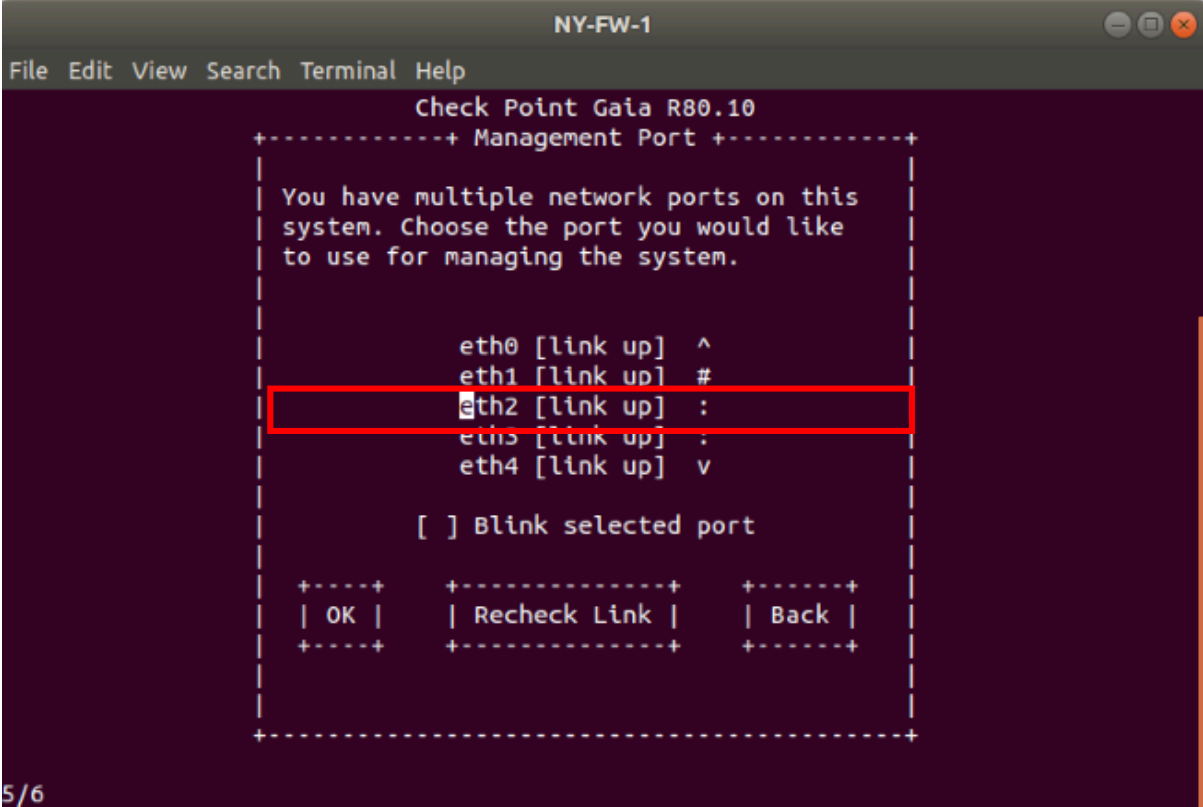 NY-FW-1
File Edit View Search Terminal Help
Check Point Gaia R80.10
+------------+ Management Port +------------+
You have multiple network ports on this
system. Choose the port you would like
to use for managing the system.
eth0 [link up] ^
eth1 [link up] #
eth2 [link up] :
eth3 [link up] :
eth4 [link up] v
[ ] Blink selected port
| OK | | Recheck Link | | Back |
5/6